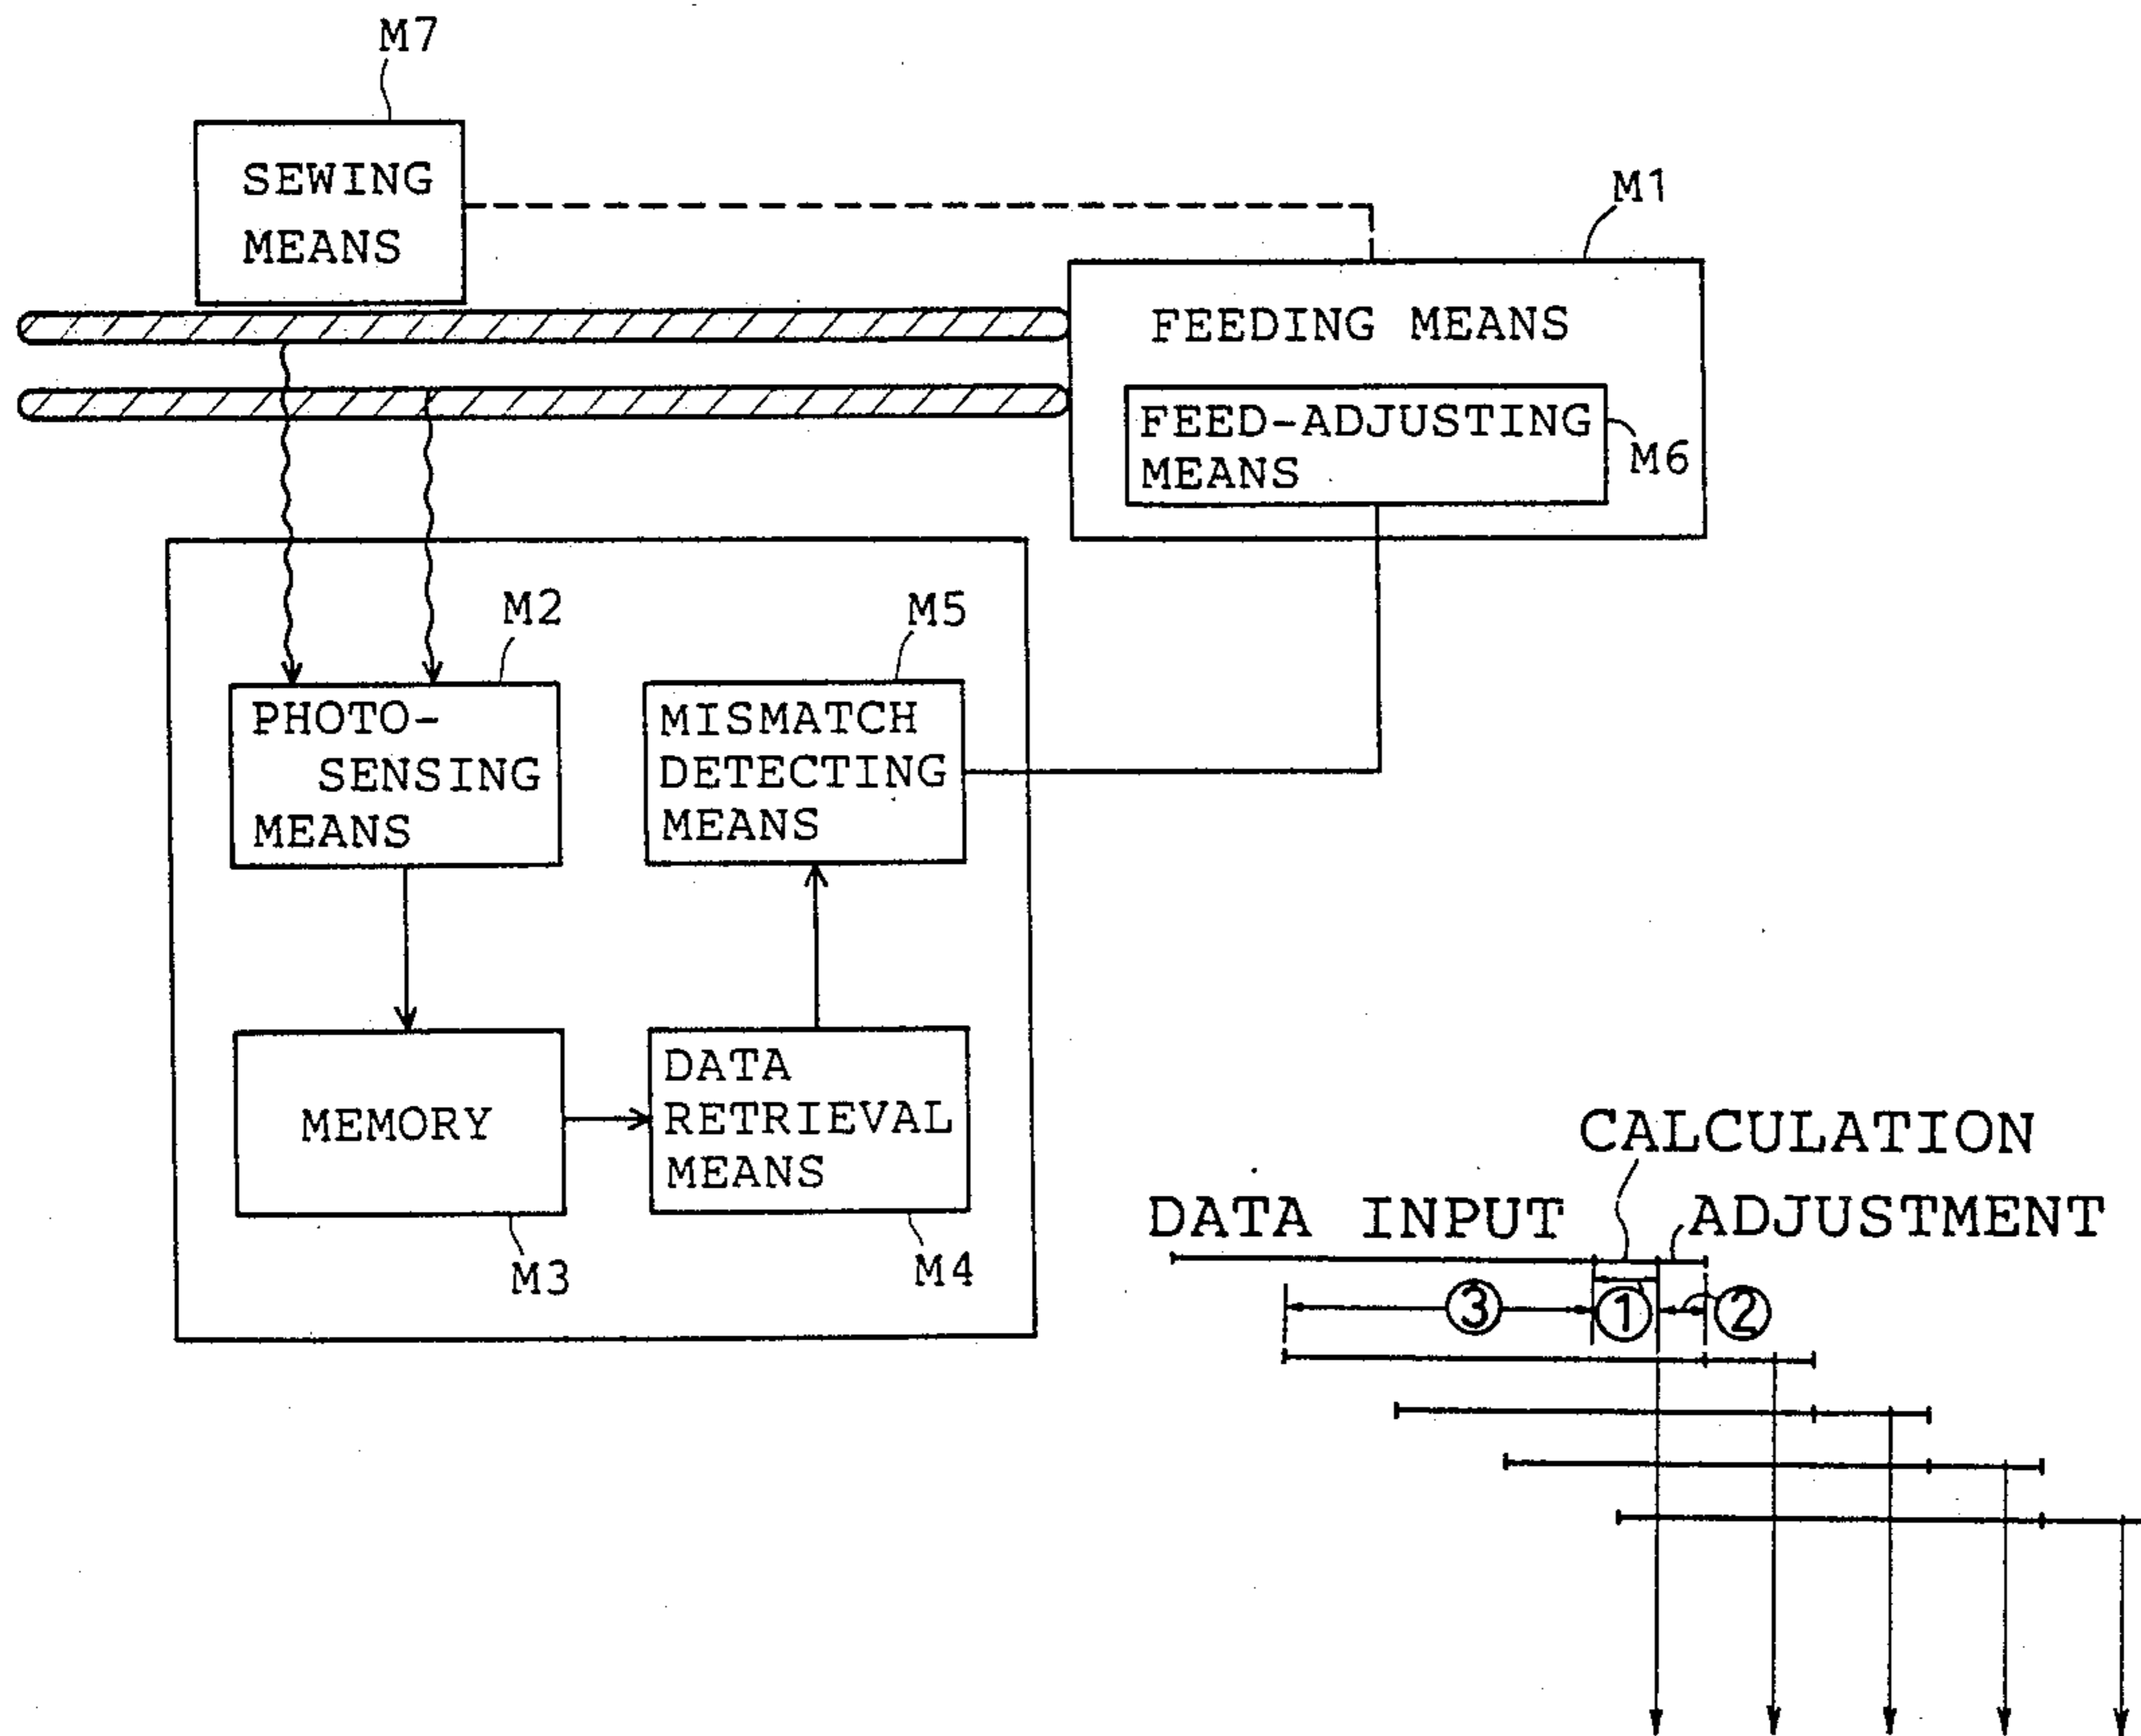 M7
SEWING
MEANS
M1
FEEDING MEANS
FEED-ADJUSTING
MEANS
M6
M2
PHOTO-
SENSING
MEANS
M5
MISMATCH
DETECTING
MEANS
MEMORY
M3
DATA
RETRIEVAL
MEANS
M4
CALCULATION
DATA INPUT
ADJUSTMENT
③
①
②